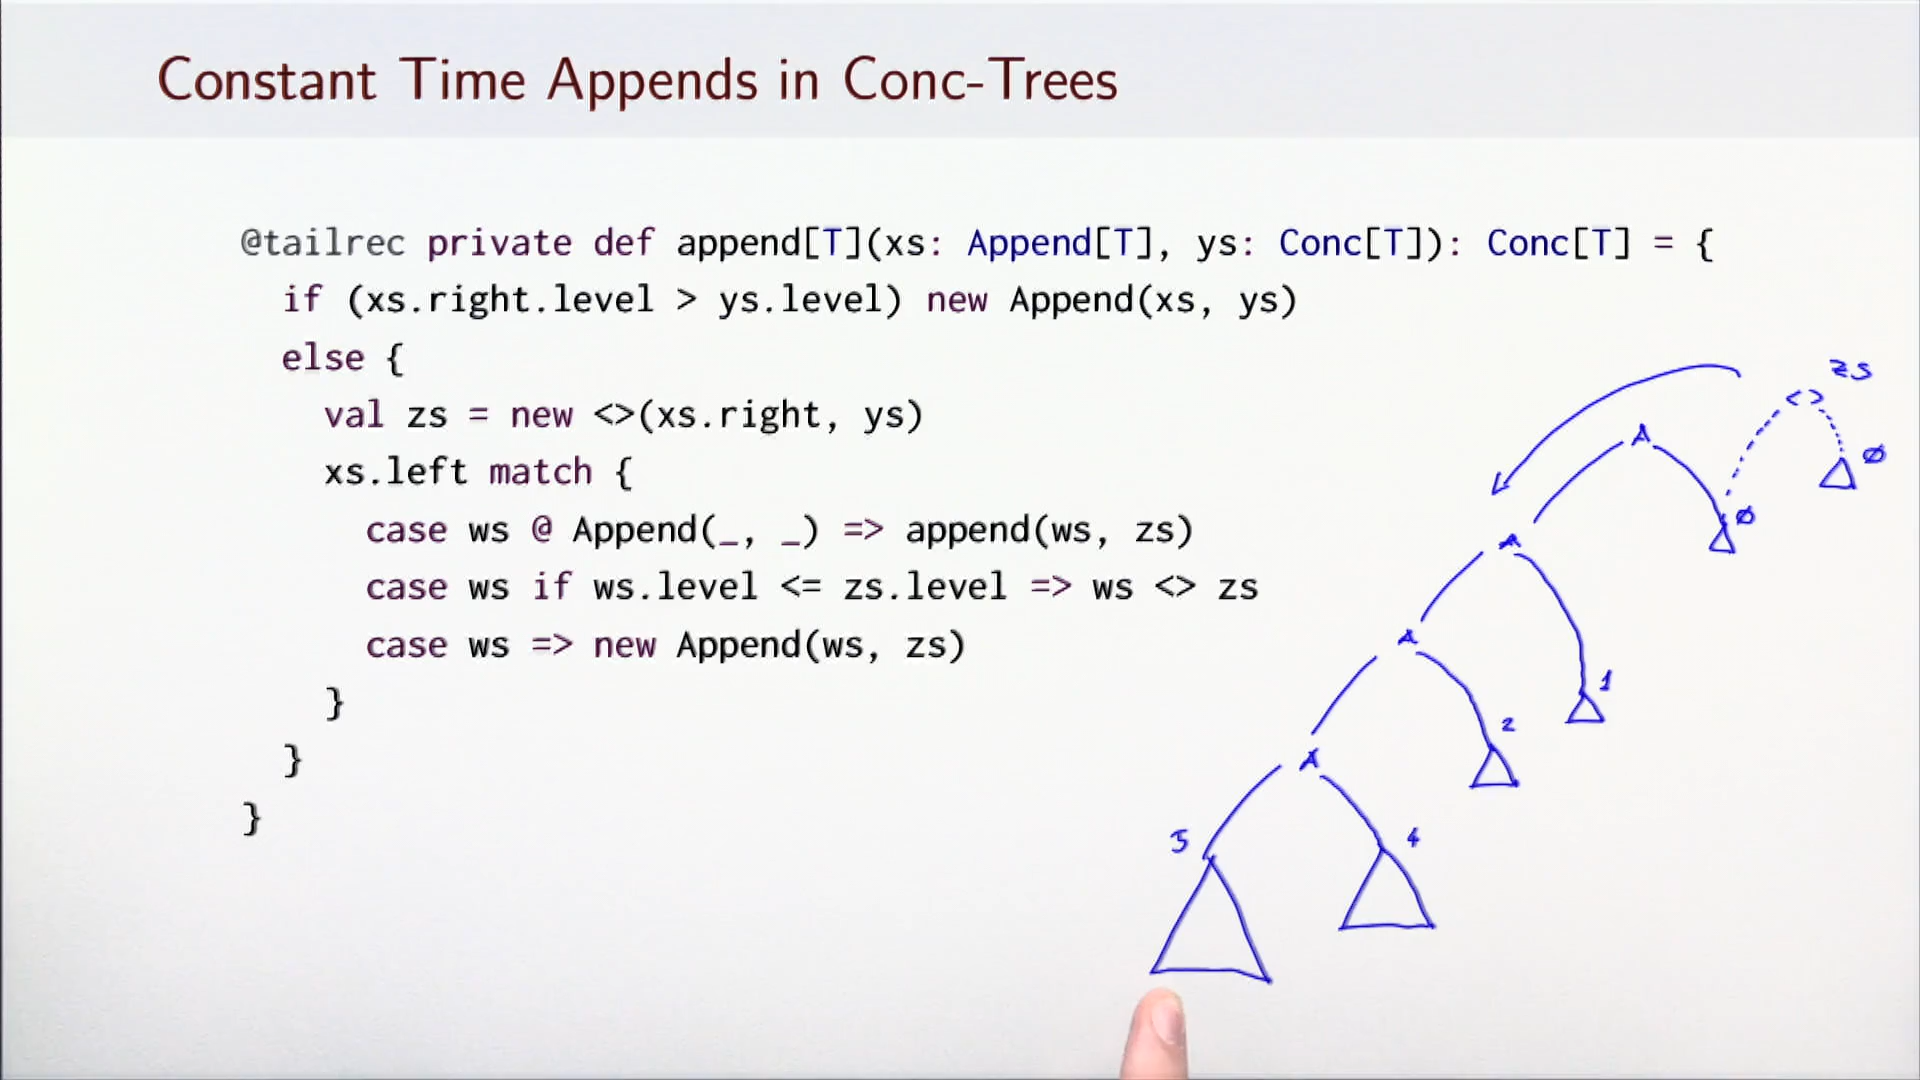 Constant Time Appends in Conc-Trees
@tailrec private def append[T](xs: Append[T], ys: Conc[T]): Conc[T] = {
if (xs.right.level > ys.level) new Append(xs, ys)
else {
val zs = new <>(xs.right, ys)
xs.left match {
case ws @ Append(_, _) => append(ws, zs)
case ws if ws.level <= zs.level => ws <> zs
case ws => new Append(ws, zs)
}
}
}
zs
<>
A
Ø
Ø
A
A
1
2
A
5
4